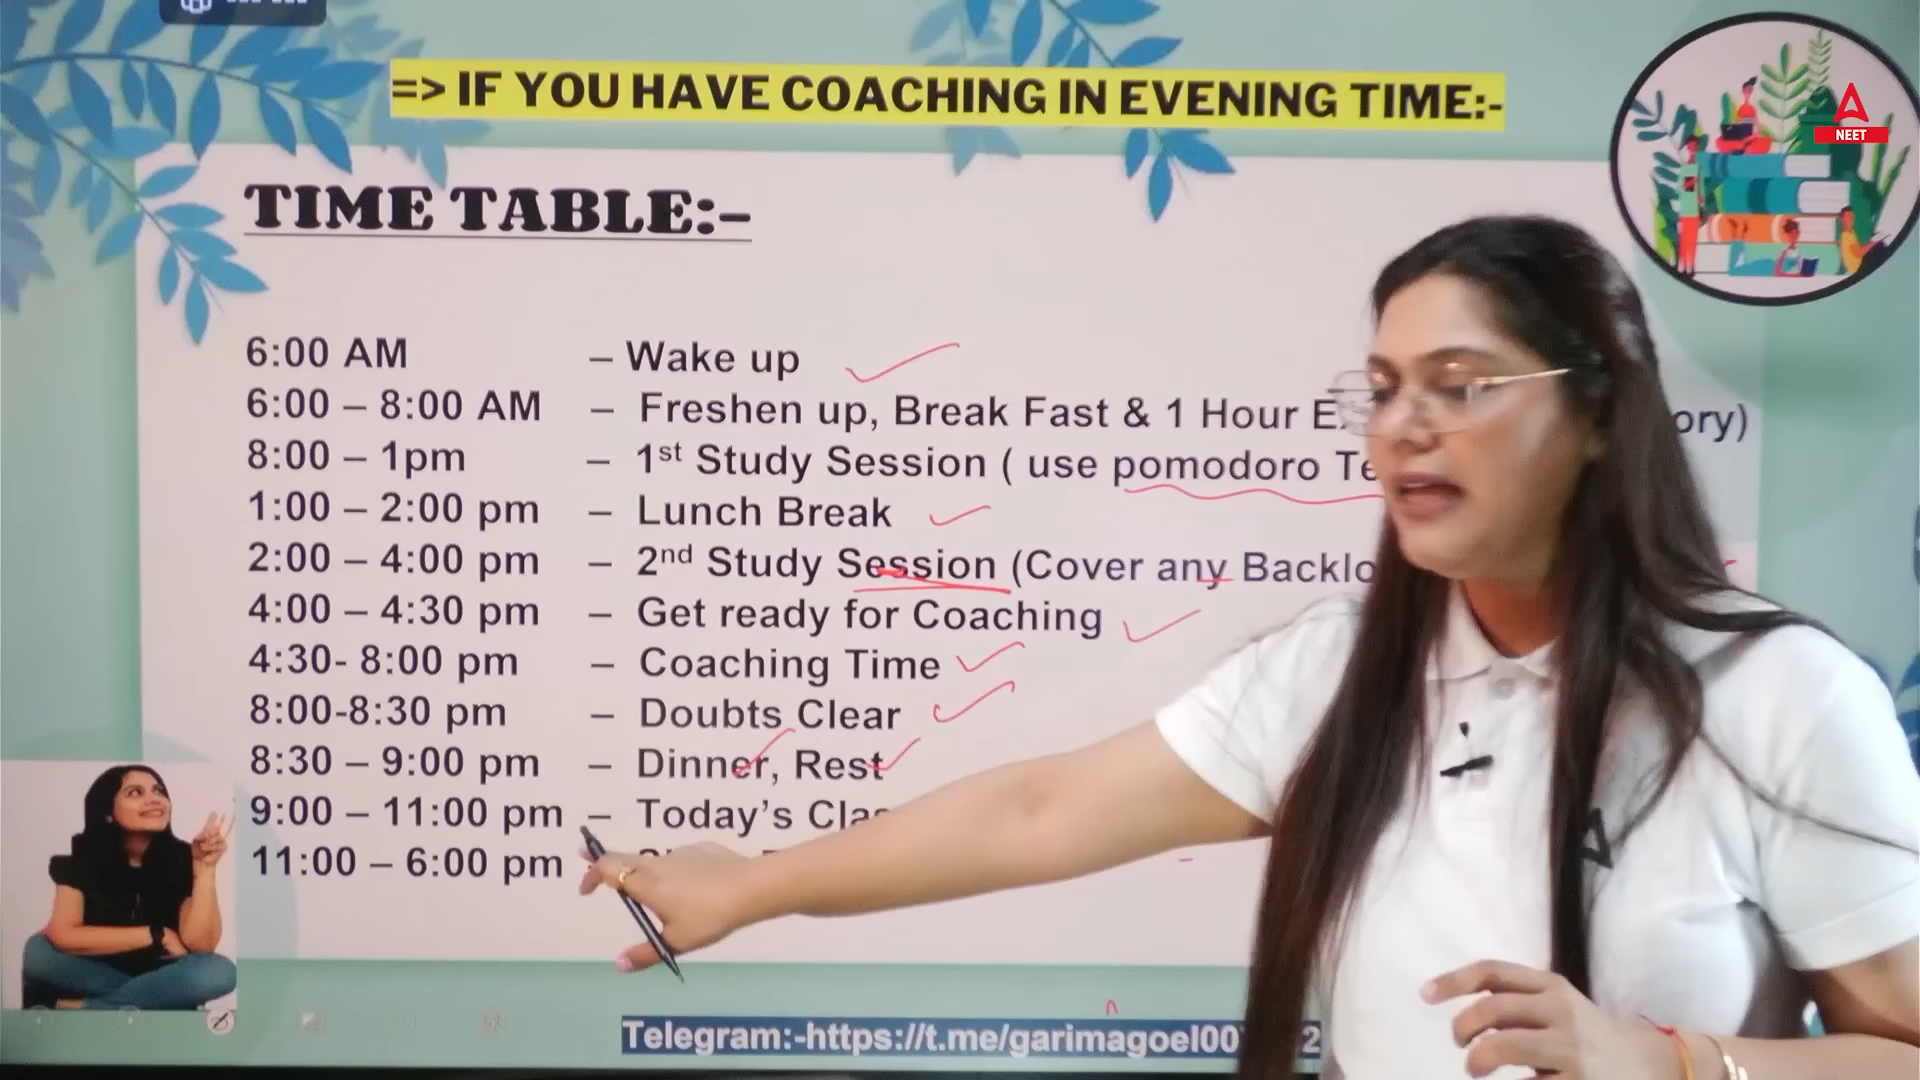 => IF YOU HAVE COACHING IN EVENING TIME:-
NEET
TIME TABLE:-
6:00 AM – Wake up
6:00 – 8:00 AM – Freshen up, Break Fast & 1 Hour
8:00 – 1pm – 1st Study Session ( use pomodoro
1:00 – 2:00 pm – Lunch Break
2:00 – 4:00 pm – 2nd Study Session (Cover any
4:00 – 4:30 pm – Get ready for Coaching
4:30- 8:00 pm – Coaching Time
8:00-8:30 pm – Doubts Clear
8:30 – 9:00 pm – Dinner, Rest
9:00 – 11:00 pm – Today's
11:00 – 6:00 pm
Telegram:-https://t.me/garimagoel00